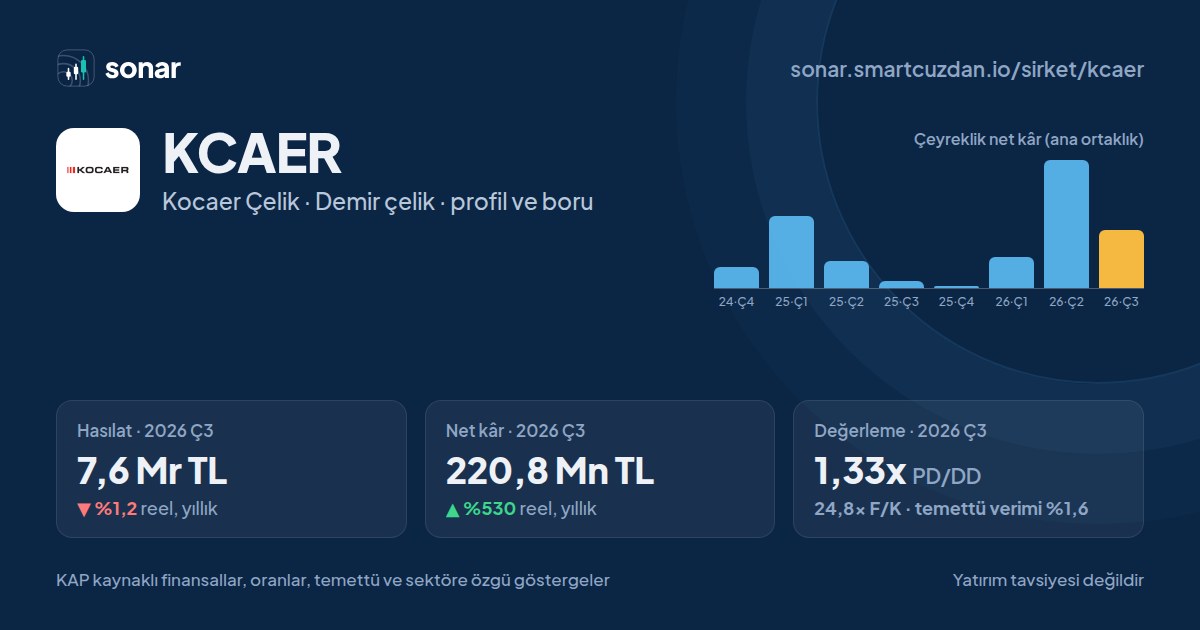 sonar
sonar.smartcuzdan.io/sirket/kcaer
KOCAER
KCAER
Kocaer Çelik · Demir çelik · profil ve boru
Çeyreklik net kâr (ana ortaklık)
24·Ç4 25·Ç1 25·Ç2 25·Ç3 25·Ç4 26·Ç1 26·Ç2 26·Ç3
Hasılat · 2026 Ç3
7,6 Mr TL
▼ %1,2 reel, yıllık
Net kâr · 2026 Ç3
220,8 Mn TL
▲ %530 reel, yıllık
Değerleme · 2026 Ç3
1,33x PD/DD
24,8× F/K · temettü verimi %1,6
KAP kaynaklı finansallar, oranlar, temettü ve sektöre özgü göstergeler
Yatırım tavsiyesi değildir